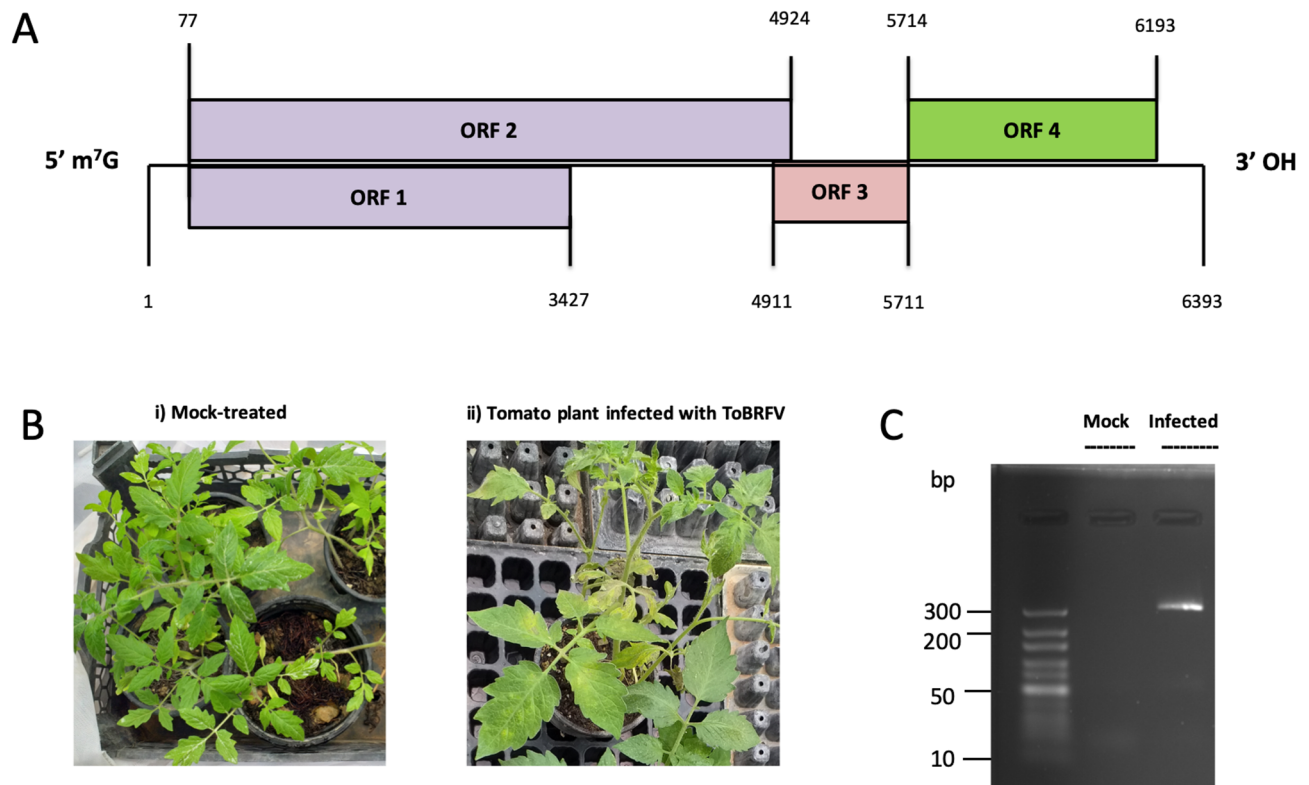 A
77
4924
5714
6193
5’ m⁷G
ORF 2
ORF 4
3’ OH
ORF 1
ORF 3
1
3427
4911
5711
6393
B
i) Mock-treated
ii) Tomato plant infected with ToBRFV
C
Mock
Infected
bp
300
200
50
10